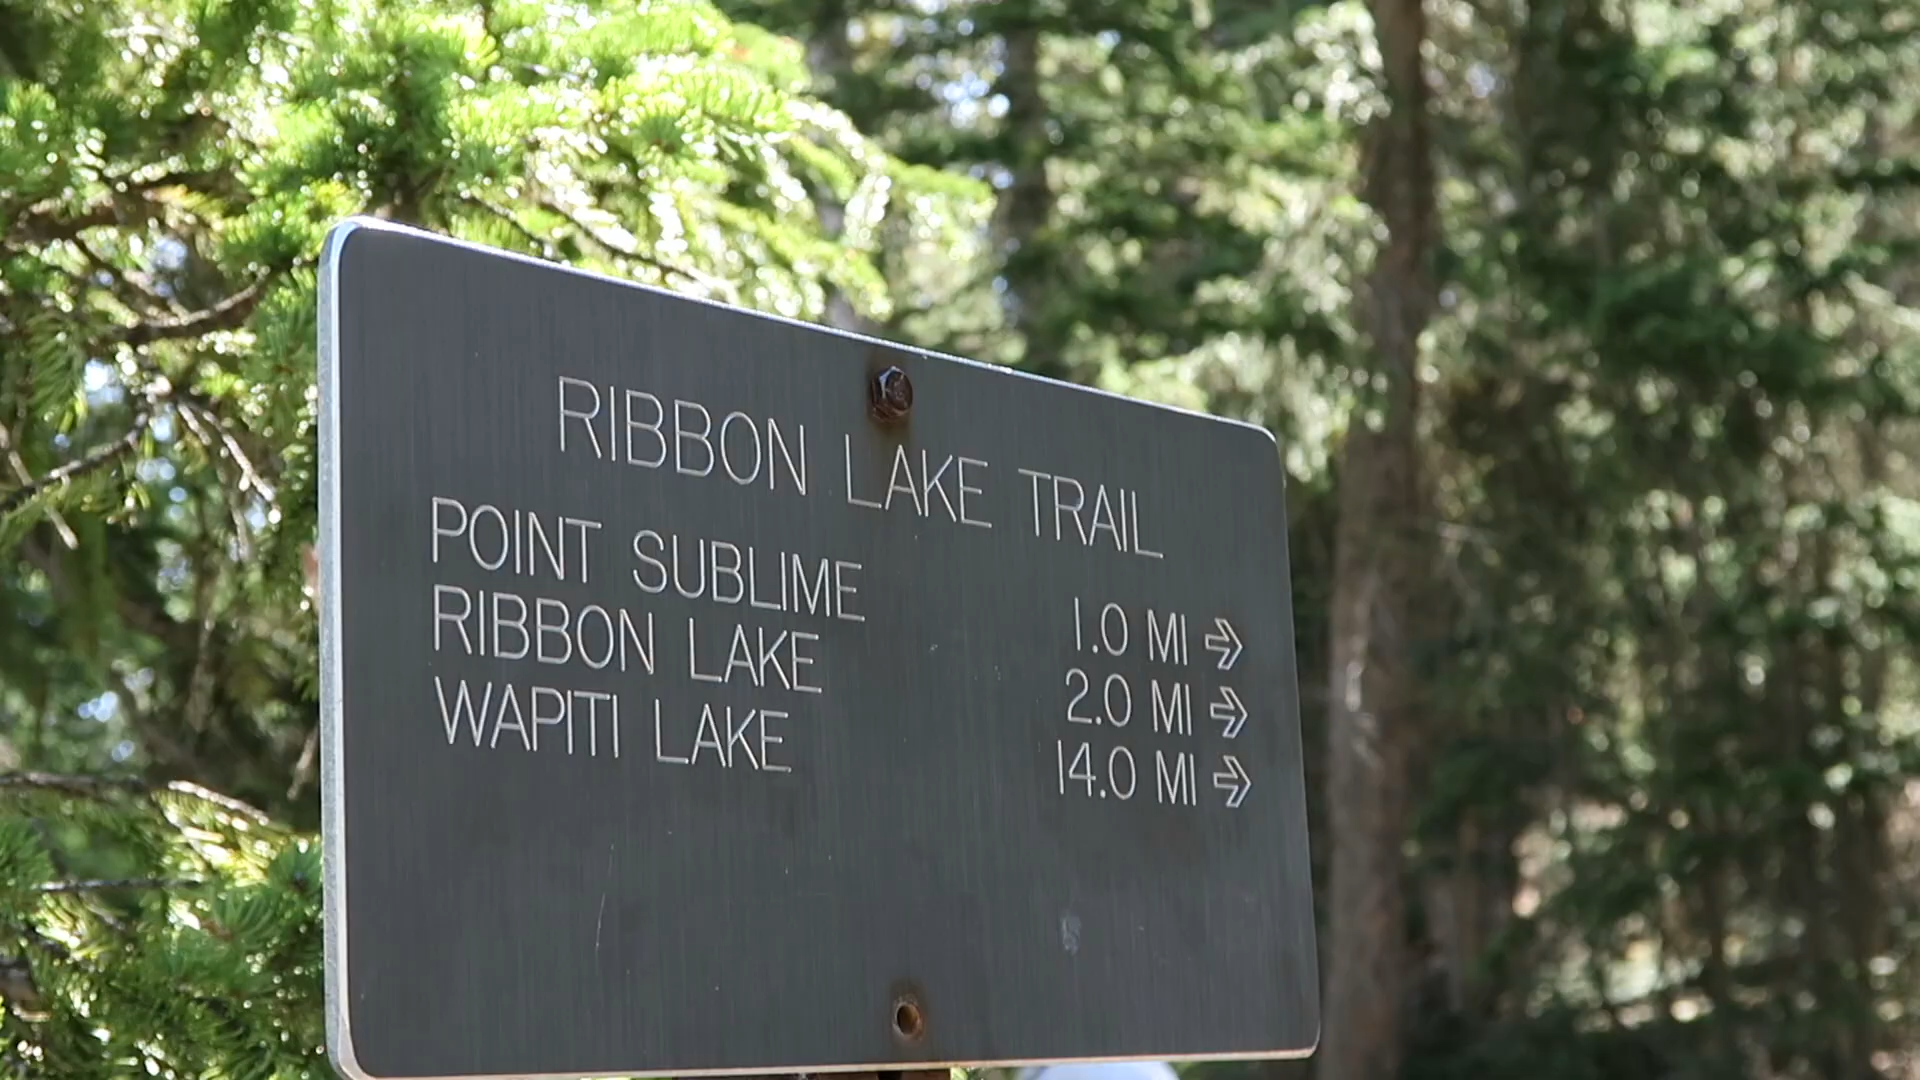 RIBBON LAKE TRAIL
POINT SUBLIME 1.0 MI →
RIBBON LAKE 2.0 MI →
WAPITI LAKE 14.0 MI →